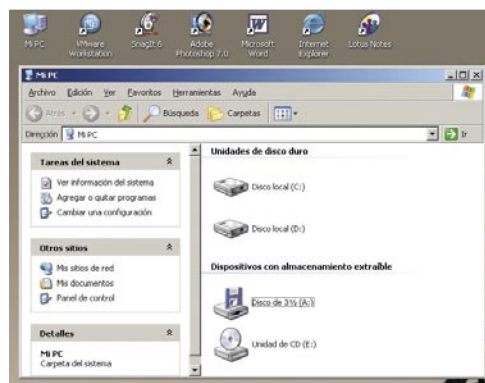 Mi PC
VMware
Workstation
SnagIt 6
Adobe
Photoshop 7.0
Microsoft
Word
Internet
Explorer
Lotus Notes
Mi PC
Archivo Edición Ver Favoritos Herramientas Ayuda
Atrás Búsqueda Carpetas
Dirección Mi PC Ir
Tareas del sistema
Ver información del sistema
Agregar o quitar programas
Cambiar una configuración
Otros sitios
Mis sitios de red
Mis documentos
Panel de control
Detalles
Mi PC
Carpeta del sistema
Unidades de disco duro
Disco local (C:)
Disco local (D:)
Dispositivos con almacenamiento extraíble
Disco de 3½ (A:)
Unidad de CD (E:)